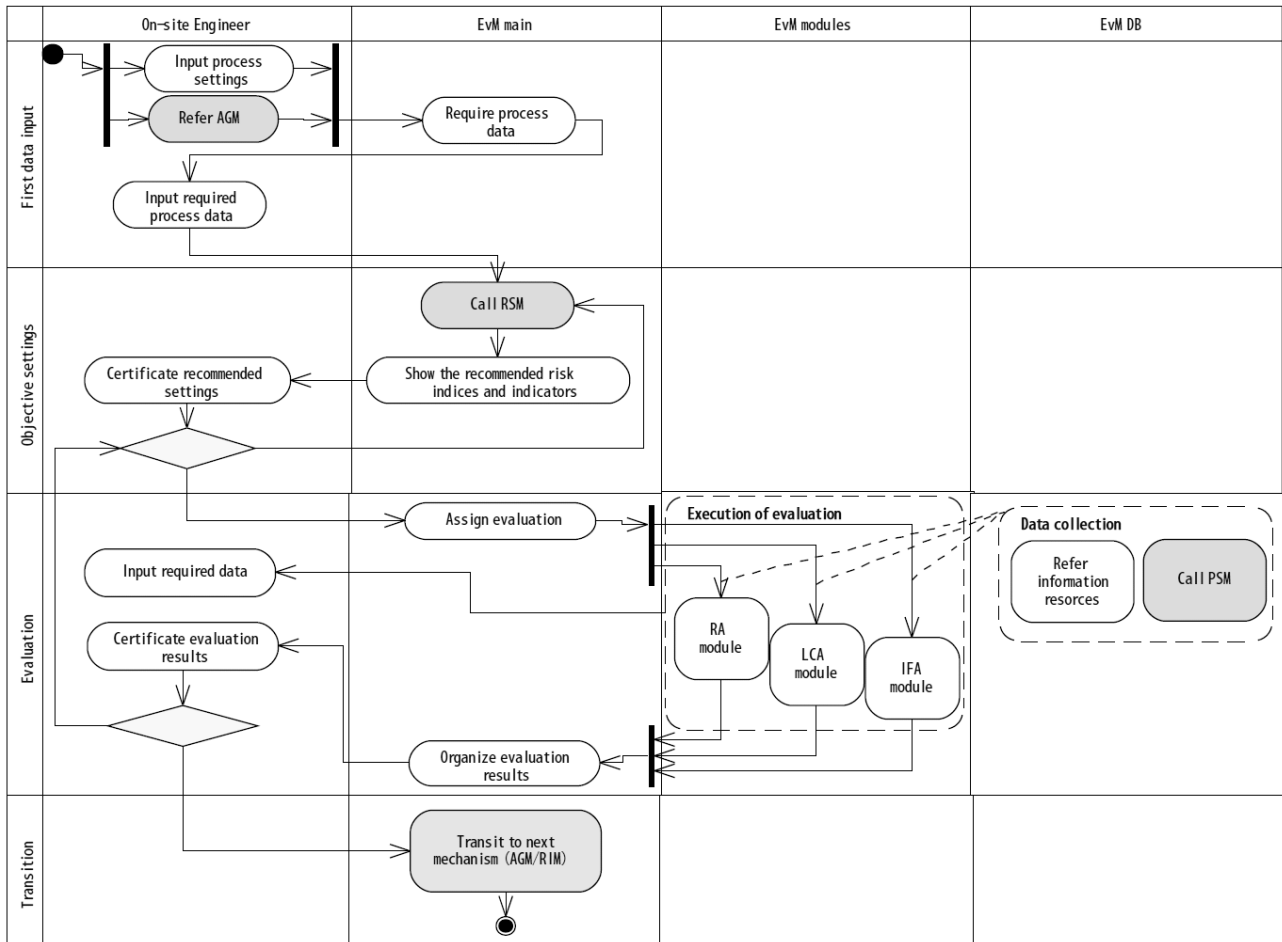 On-site Engineer
EvM main
EvM modules
EvM DB
First data input
Input process
settings
Refer AGM
Require process
data
Input required
process data
Objective settings
Call RSM
Certificate recommended
settings
Show the recommended risk
indices and indicators
Evaluation
Assign evaluation
Execution of evaluation
Data collection
Input required data
Refer
information
resorces
Call PSM
Certificate evaluation
results
RA
module
LCA
module
IFA
module
Organize evaluation
results
Transition
Transit to next
mechanism (AGM/RIM)